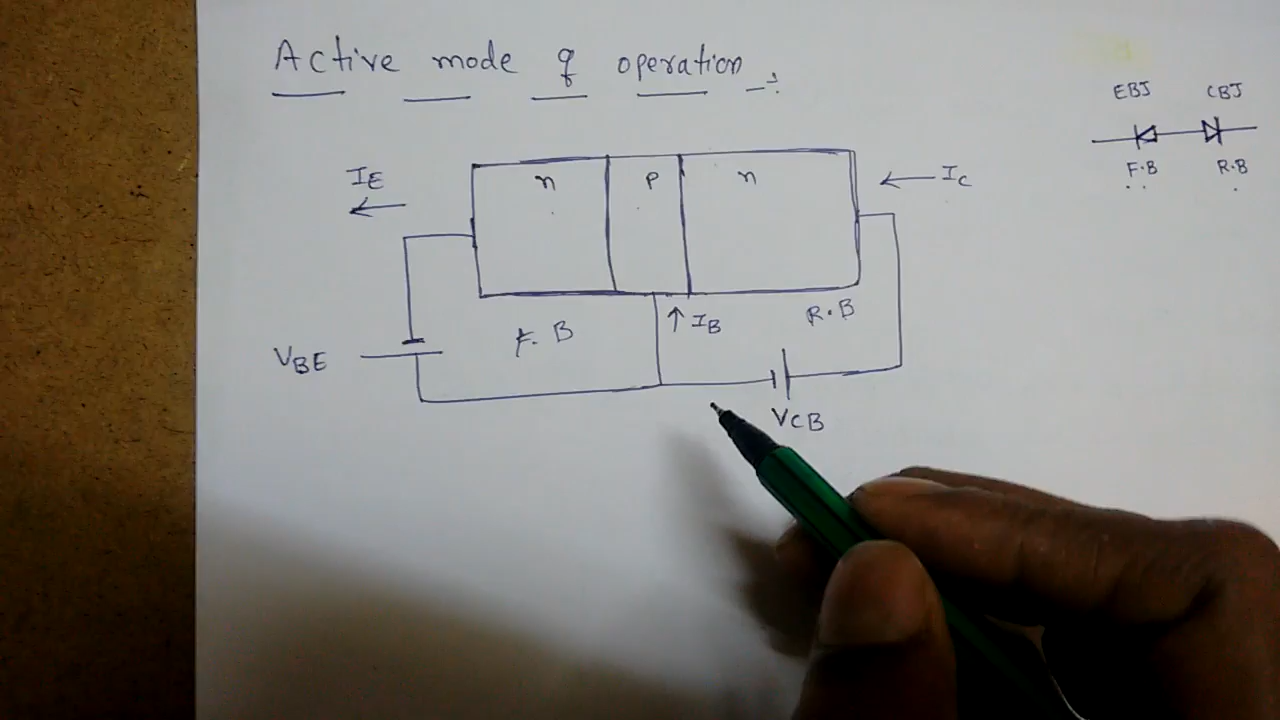 Active mode of operation :
EBJ CBJ
F.B R.B
IE
n p n
IC
F.B
IB
R.B
VBE
VCB